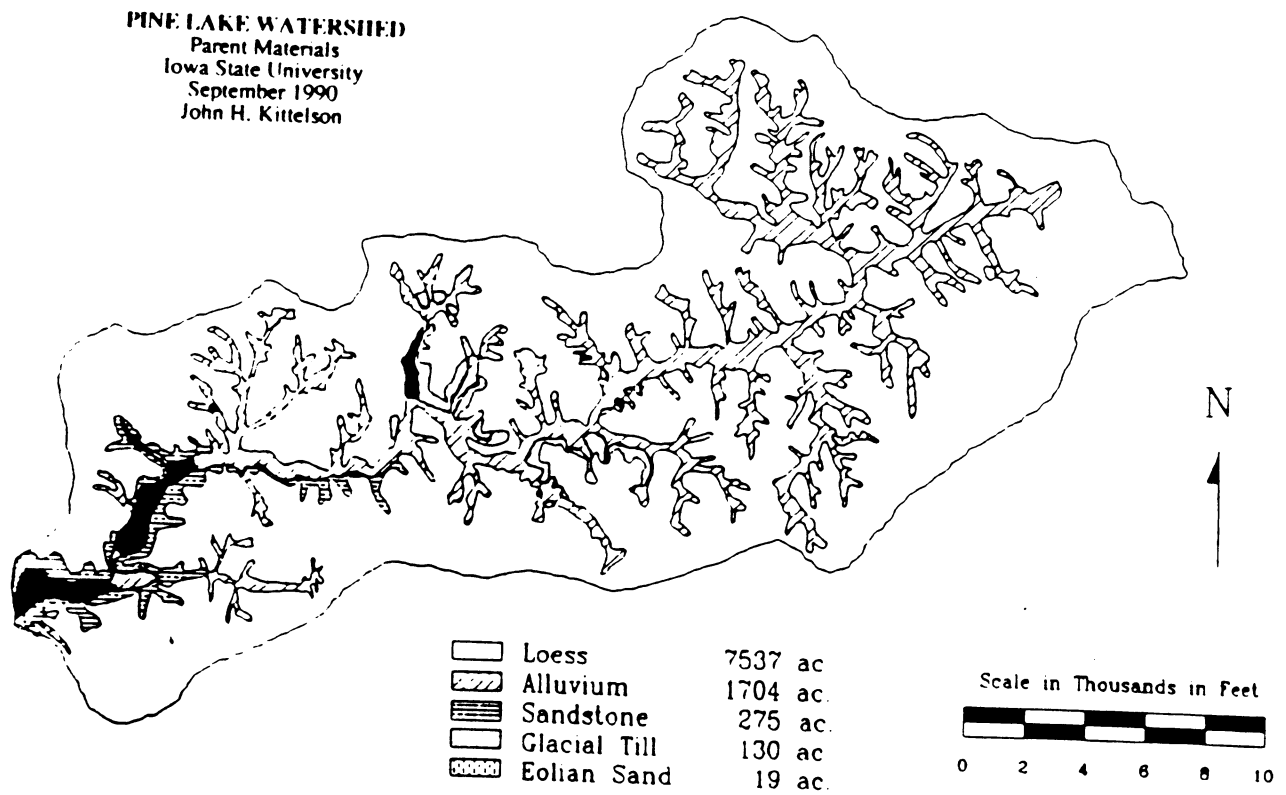 PINE LAKE WATERSHED
Parent Materials
Iowa State University
September 1990
John H. Kittelson
N
Loess 7537 ac
Alluvium 1704 ac.
Sandstone 275 ac.
Glacial Till 130 ac
Eolian Sand 19 ac.
Scale in Thousands in Feet
0 2 4 6 8 10